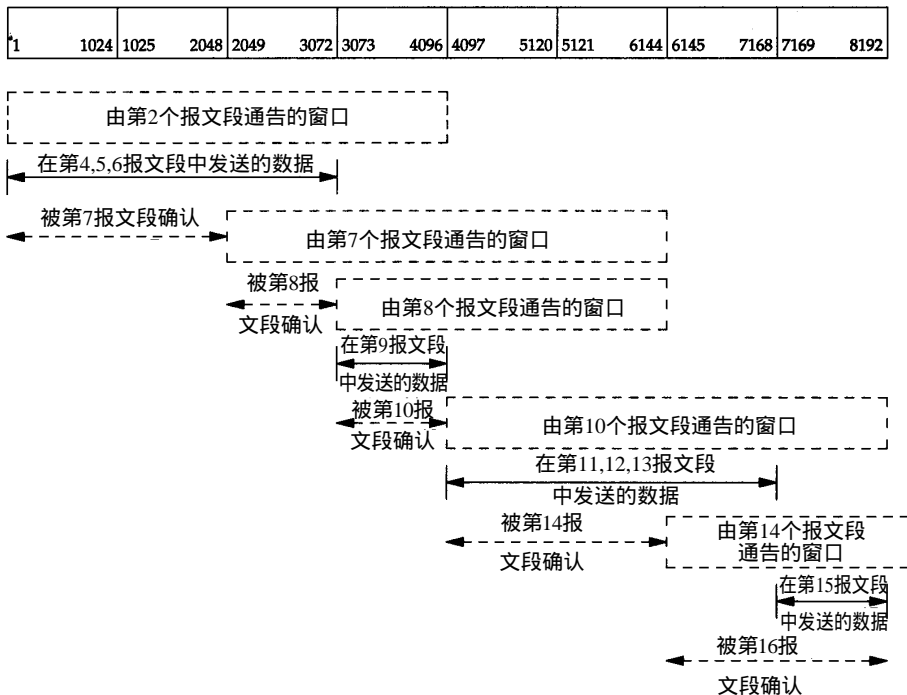 1 1024 1025 2048 2049 3072 3073 4096 4097 5120 5121 6144 6145 7168 7169 8192
由第2个报文段通告的窗口
在第4,5,6报文段中发送的数据
被第7报文段确认
由第7个报文段通告的窗口
被第8报
文段确认
由第8个报文段通告的窗口
在第9报文段
中发送的数据
被第10报
文段确认
由第10个报文段通告的窗口
在第11,12,13报文段
中发送的数据
被第14报
文段确认
由第14个报文段
通告的窗口
在第15报文段
中发送的数据
被第16报
文段确认